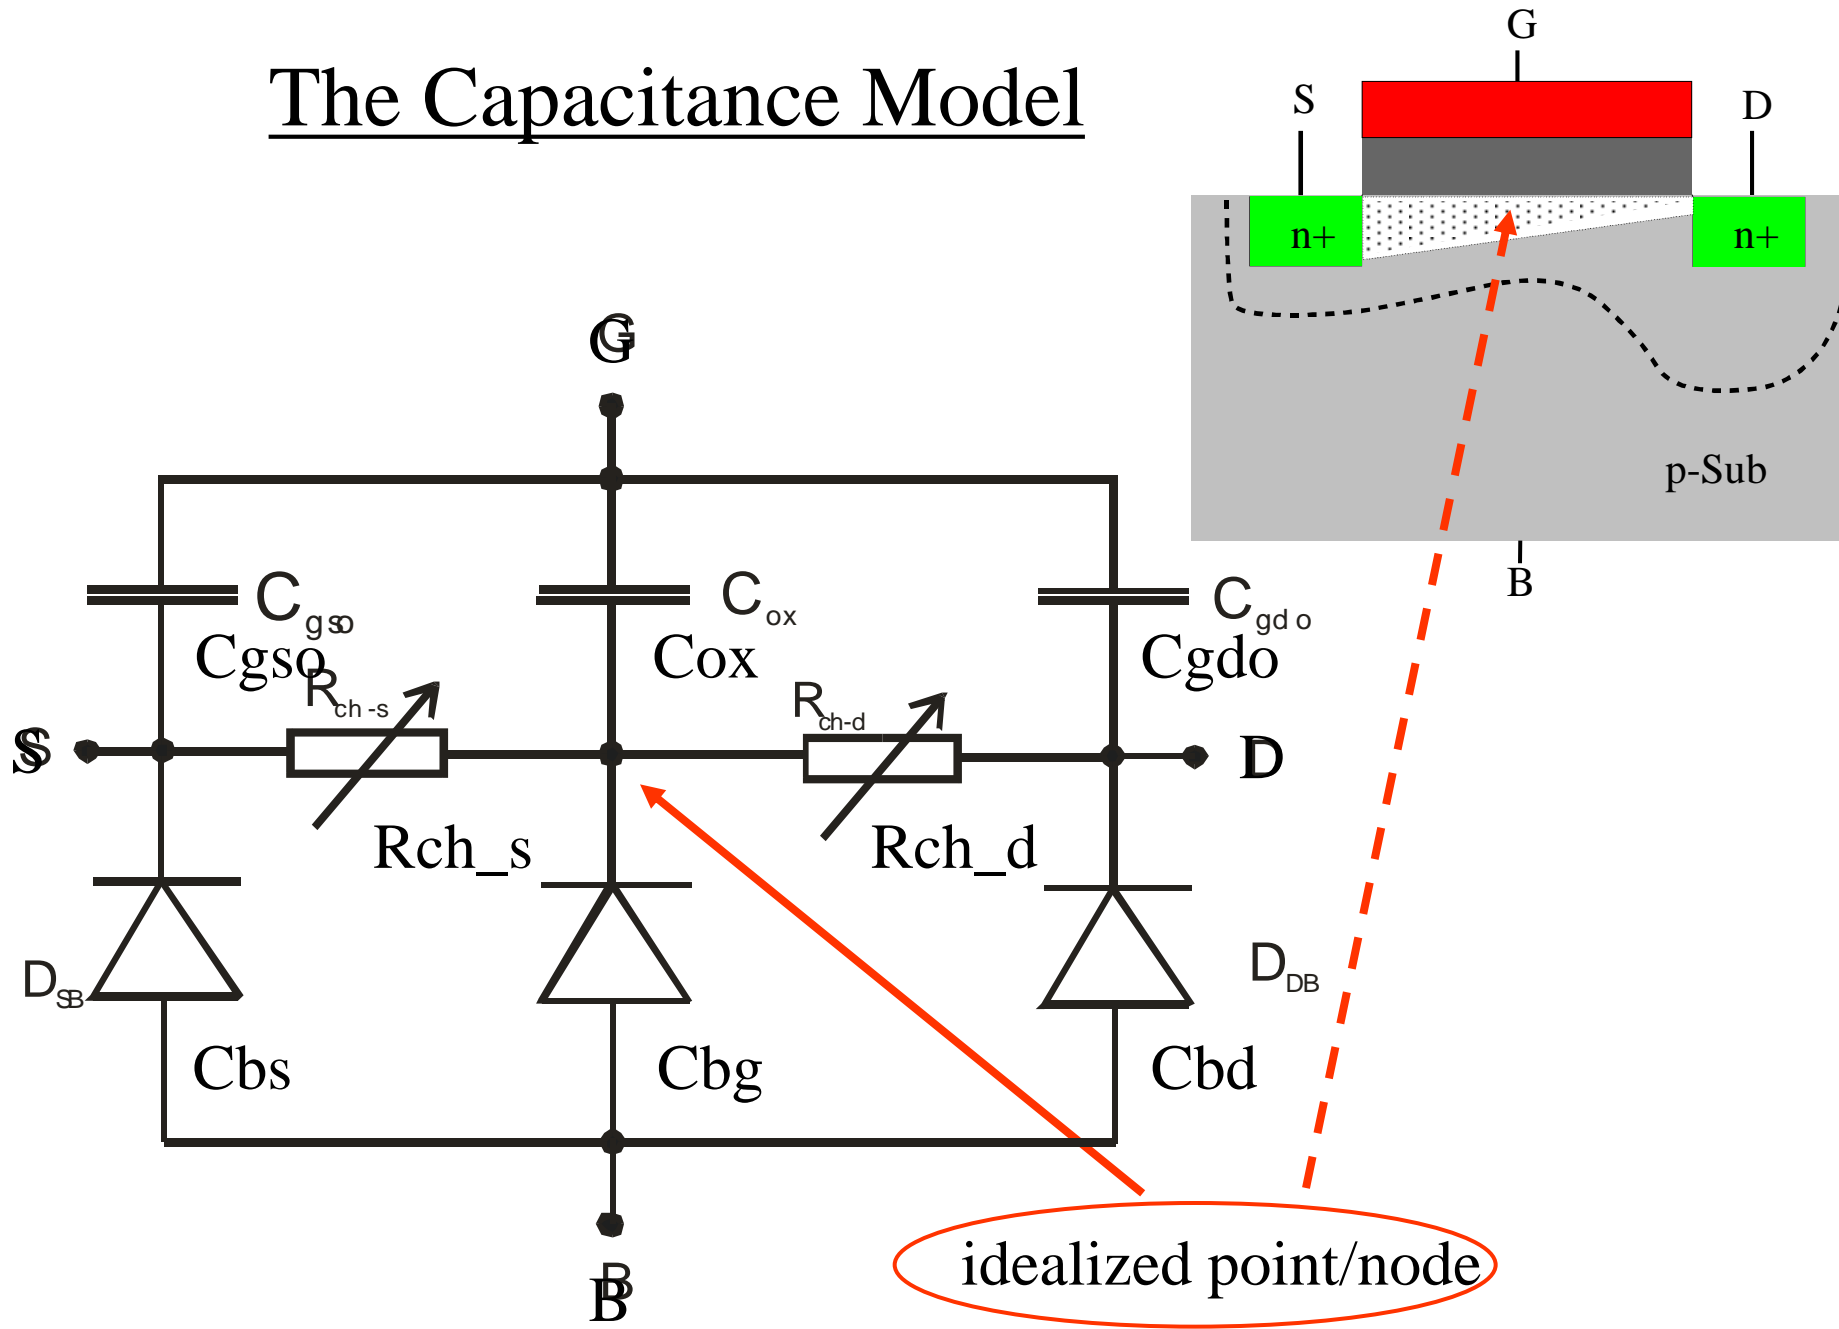 The Capacitance Model
G
S
D
n+
n+
p-Sub
B
G
G
Cgso
Cox
Cgdo
Cgso
Cox
Cgdo
Rch-s
Rch-d
S
S
D
D
Rch_s
Rch_d
DSB
DDB
Cbs
Cbg
Cbd
B
B
idealized point/node